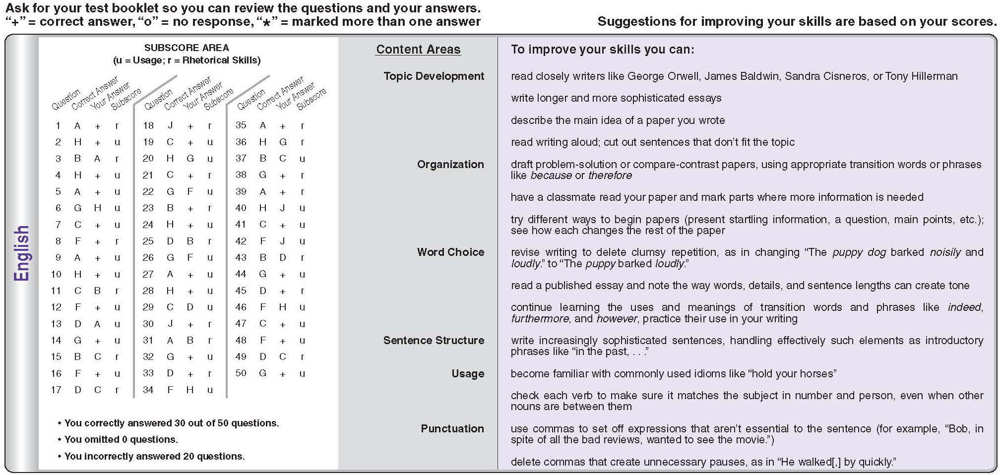 Ask for your test booklet so you can review the questions and your answers.
“+” = correct answer, “o” = no response, “*” = marked more than one answer
Suggestions for improving your skills are based on your scores.
English
SUBSCORE AREA
(u = Usage; r = Rhetorical Skills)
Question Correct Answer Your Answer Subscore Question Correct Answer Your Answer Subscore Question Correct Answer Your Answer Subscore
1 A + r 18 J + r 35 A + r
2 H + u 19 C + u 36 H G r
3 B A r 20 H G u 37 B C u
4 H + u 21 C + r 38 G + r
5 A + u 22 G F u 39 A + r
6 G H u 23 B + r 40 H J u
7 C + u 24 H + u 41 C + u
8 F + r 25 D B r 42 F J u
9 A + u 26 G F u 43 B D r
10 H + u 27 A + u 44 G + u
11 C B r 28 H + u 45 D + r
12 F + u 29 C D u 46 F H u
13 D A u 30 J + r 47 C + u
14 G + u 31 A B r 48 F + u
15 B C r 32 G + u 49 D C r
16 F + u 33 D + r 50 G + u
17 D C r 34 F H u
• You correctly answered 30 out of 50 questions.
• You omitted 0 questions.
• You incorrectly answered 20 questions.
Content Areas To improve your skills you can:
Topic Development read closely writers like George Orwell, James Baldwin, Sandra Cisneros, or Tony Hillerman
write longer and more sophisticated essays
describe the main idea of a paper you wrote
read writing aloud; cut out sentences that don’t fit the topic
Organization draft problem-solution or compare-contrast papers, using appropriate transition words or phrases
like because or therefore
have a classmate read your paper and mark parts where more information is needed
try different ways to begin papers (present startling information, a question, main points, etc.);
see how each changes the rest of the paper
Word Choice revise writing to delete clumsy repetition, as in changing “The puppy dog barked noisily and
loudly.” to “The puppy barked loudly.”
read a published essay and note the way words, details, and sentence lengths can create tone
continue learning the uses and meanings of transition words and phrases like indeed,
furthermore, and however, practice their use in your writing
Sentence Structure write increasingly sophisticated sentences, handling effectively such elements as introductory
phrases like “in the past, . . .”
Usage become familiar with commonly used idioms like “hold your horses”
check each verb to make sure it matches the subject in number and person, even when other
nouns are between them
Punctuation use commas to set off expressions that aren’t essential to the sentence (for example, “Bob, in
spite of all the bad reviews, wanted to see the movie.”)
delete commas that create unnecessary pauses, as in “He walked[,] by quickly.”